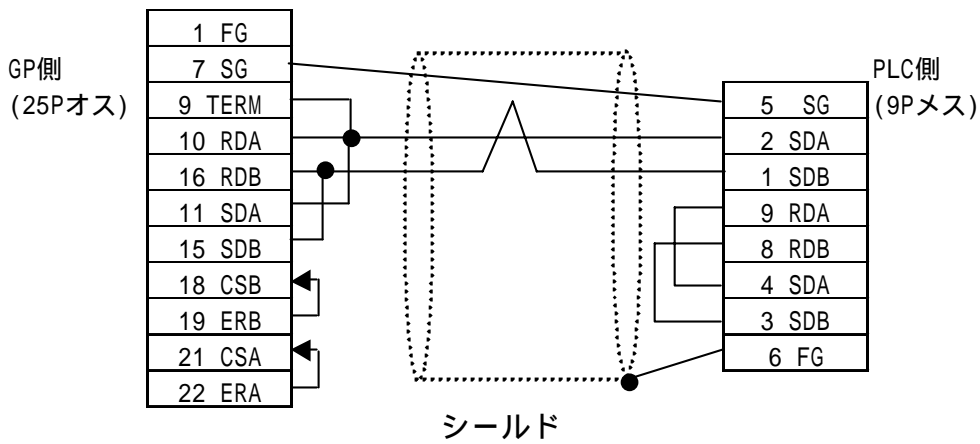 GP側
(25Pオス)
1 FG
7 SG
9 TERM
10 RDA
16 RDB
11 SDA
15 SDB
18 CSB
19 ERB
21 CSA
22 ERA
シールド
PLC側
(9Pメス)
5 SG
2 SDA
1 SDB
9 RDA
8 RDB
4 SDA
3 SDB
6 FG